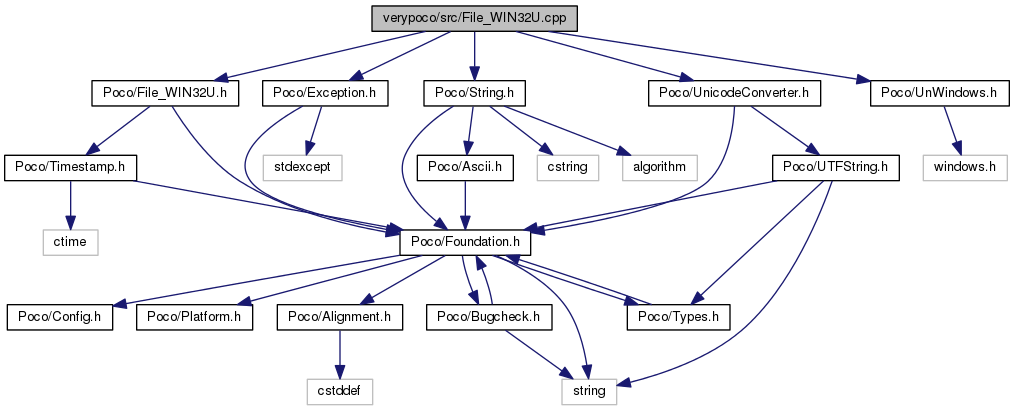 verypoco/src/File_WIN32U.cpp
Poco/File_WIN32U.h
Poco/Exception.h
Poco/String.h
Poco/UnicodeConverter.h
Poco/UnWindows.h
Poco/Timestamp.h
stdexcept
Poco/Ascii.h
cstring
algorithm
Poco/UTFString.h
windows.h
ctime
Poco/Foundation.h
Poco/Config.h
Poco/Platform.h
Poco/Alignment.h
Poco/Bugcheck.h
Poco/Types.h
cstddef
string